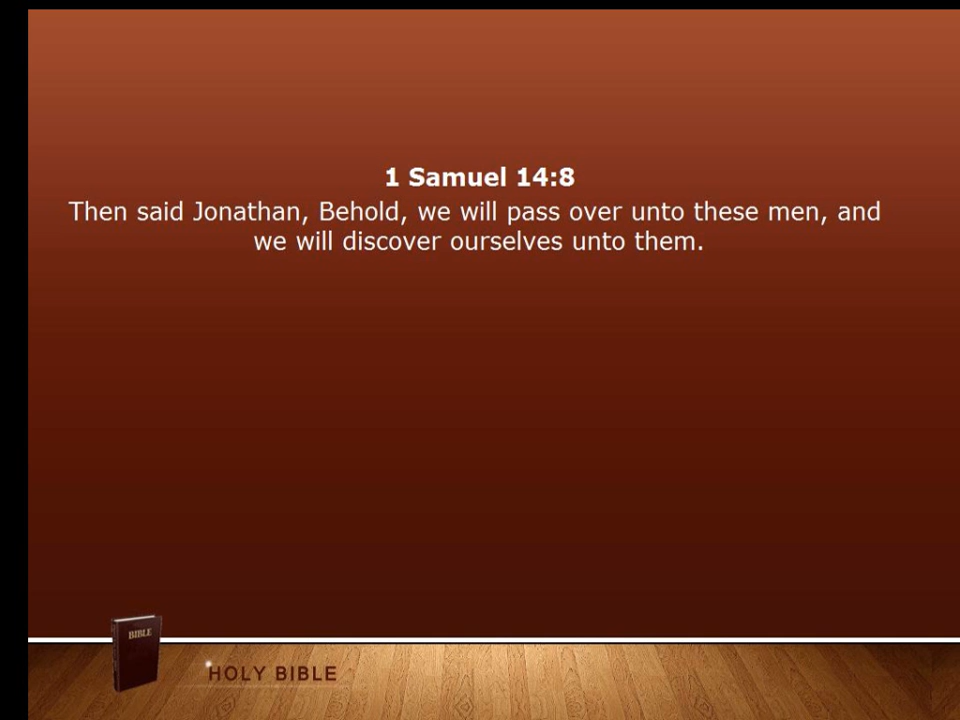 1 Samuel 14:8
Then said Jonathan, Behold, we will pass over unto these men, and
we will discover ourselves unto them.
BIBLE
HOLY BIBLE